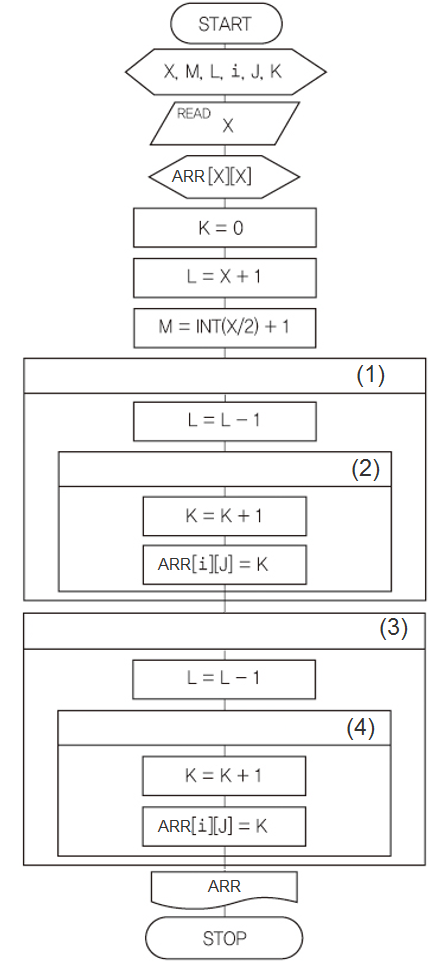 START
X, M, L, i, J, K
READ
X
ARR[X][X]
K = 0
L = X + 1
M = INT(X/2) + 1
(1)
L = L − 1
(2)
K = K + 1
ARR[i][J] = K
(3)
L = L − 1
(4)
K = K + 1
ARR[i][J] = K
ARR
STOP